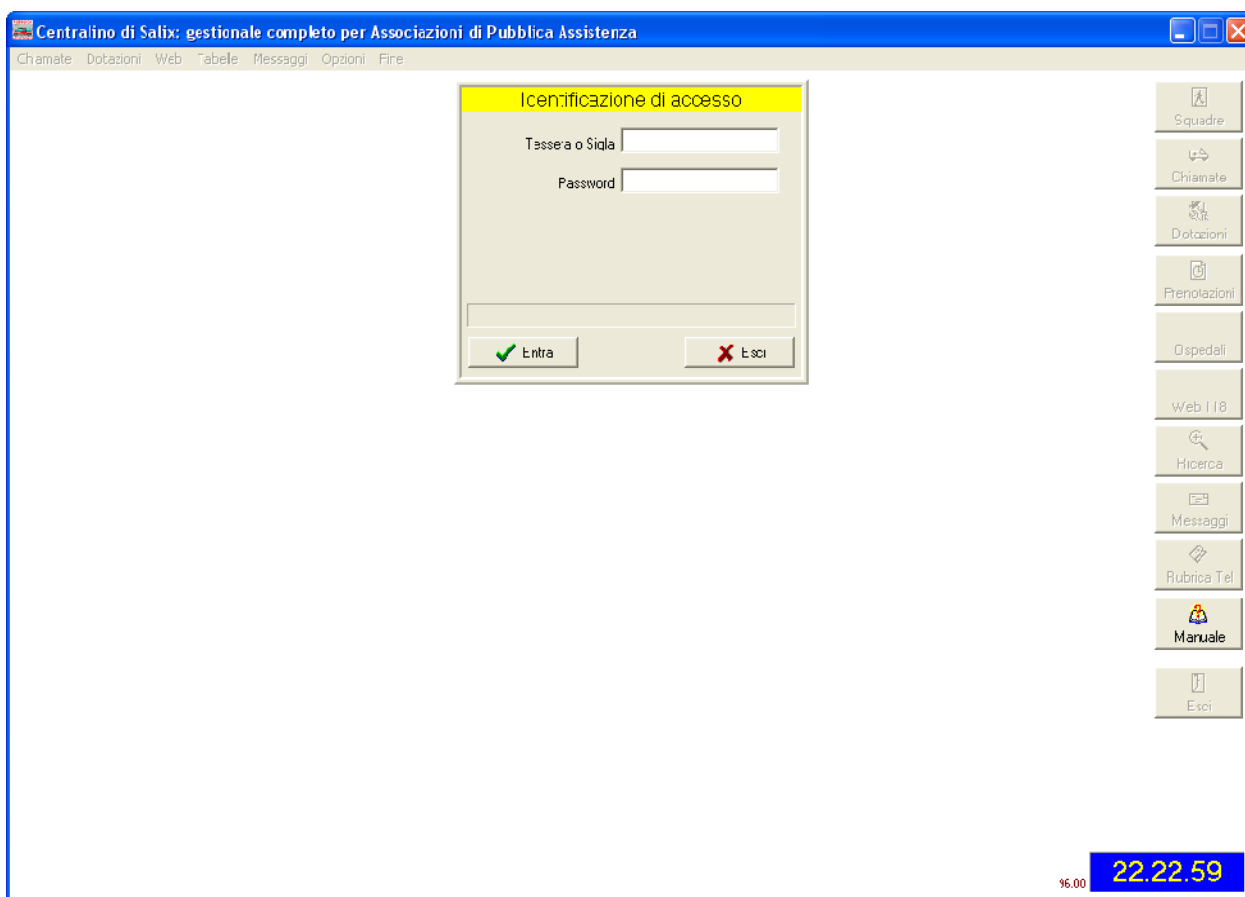 Centralino di Salix: gestionale completo per Associazioni di Pubblica Assistenza
Chiamate Dotazioni Web Tabelle Messaggi Opzioni Fine
Identificazione di accesso
Tessera o Sigla
Password
Entra
Esci
Squadre
Chiamate
Dotazioni
Prenotazioni
Ospedali
Web 118
Ricerca
Messaggi
Rubrica Tel
Manuale
Esci
22.22.59